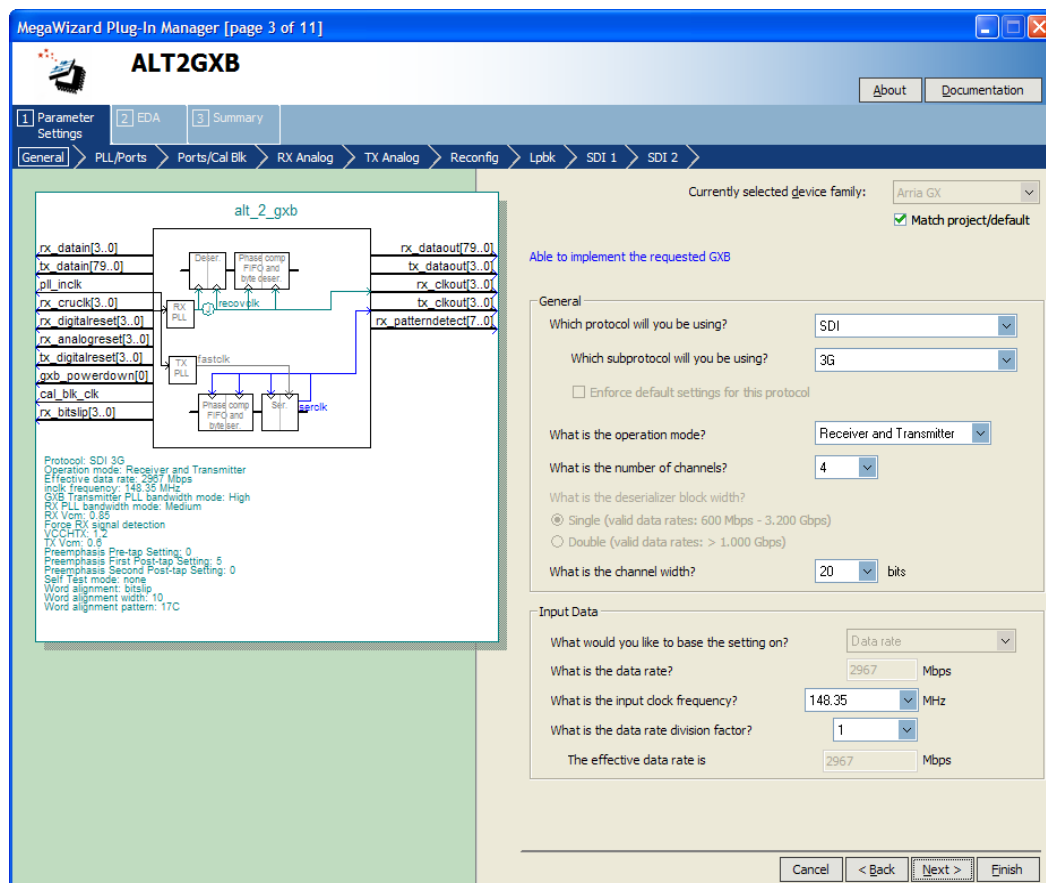 MegaWizard Plug-In Manager [page 3 of 11]
ALT2GXB
About
Documentation
1 Parameter Settings
2 EDA
3 Summary
General
PLL/Ports
Ports/Cal Blk
RX Analog
TX Analog
Reconfig
Lpbk
SDI 1
SDI 2
alt_2_gxb
rx_datain[3..0]
tx_datain[79..0]
pll_inclk
rx_cruclk[3..0]
rx_digitalreset[3..0]
rx_analogreset[3..0]
tx_digitalreset[3..0]
gxb_powerdown[0]
cal_blk_clk
rx_bitslip[3..0]
Deser.
Phase comp
FIFO and
byte deser.
RX
PLL
recovclk
TX
PLL
fastclk
Phase comp
FIFO and
byte ser.
Ser.
serclk
rx_dataout[79..0]
tx_dataout[3..0]
rx_clkout[3..0]
tx_clkout[3..0]
rx_patterndetect[7..0]
Protocol: SDI 3G
Operation mode: Receiver and Transmitter
Effective data rate: 2967 Mbps
inclk frequency: 148.35 MHz
GXB Transmitter PLL bandwidth mode: High
RX PLL bandwidth mode: Medium
RX Vcm: 0.85
Force RX signal detection
VCCHTX: 1.2
TX Vcm: 0.6
Preemphasis Pre-tap Setting: 0
Preemphasis First Post-tap Setting: 5
Preemphasis Second Post-tap Setting: 0
Self Test mode: none
Word alignment: bitslip
Word alignment width: 10
Word alignment pattern: 17C
Currently selected device family: Arria GX
Match project/default
Able to implement the requested GXB
General
Which protocol will you be using? SDI
Which subprotocol will you be using? 3G
Enforce default settings for this protocol
What is the operation mode? Receiver and Transmitter
What is the number of channels? 4
What is the deserializer block width?
Single (valid data rates: 600 Mbps - 3.200 Gbps)
Double (valid data rates: > 1.000 Gbps)
What is the channel width? 20 bits
Input Data
What would you like to base the setting on? Data rate
What is the data rate? 2967 Mbps
What is the input clock frequency? 148.35 MHz
What is the data rate division factor? 1
The effective data rate is 2967 Mbps
Cancel
< Back
Next >
Finish